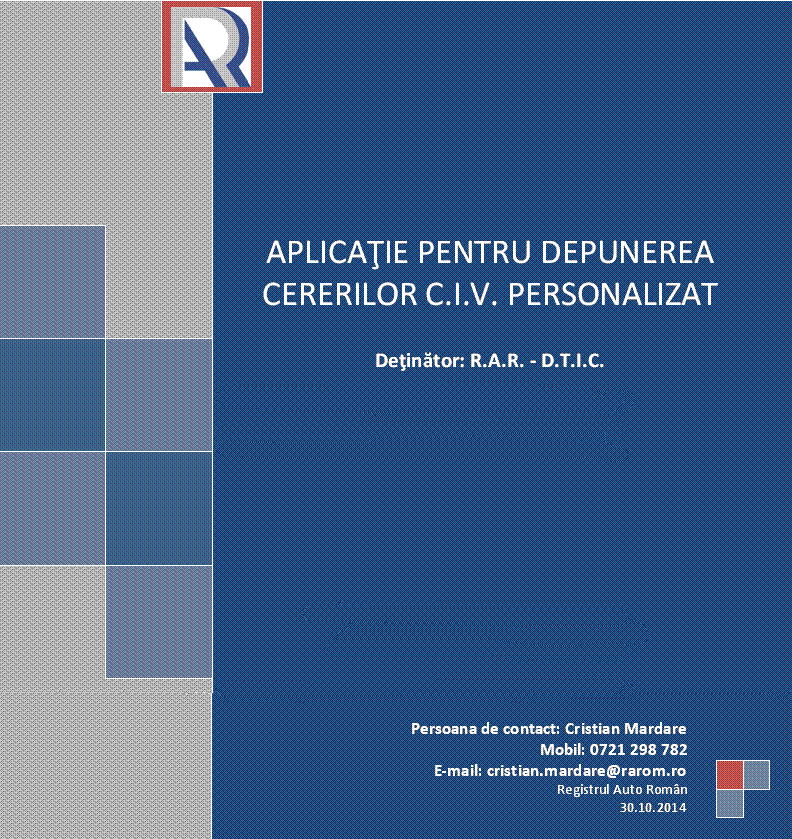 AR
APLICAŢIE PENTRU DEPUNEREA
CERERILOR C.I.V. PERSONALIZAT
Deţinător: R.A.R. - D.T.I.C.
Persoana de contact: Cristian Mardare
Mobil: 0721 298 782
E-mail: cristian.mardare@rarom.ro
Registrul Auto Român
30.10.2014